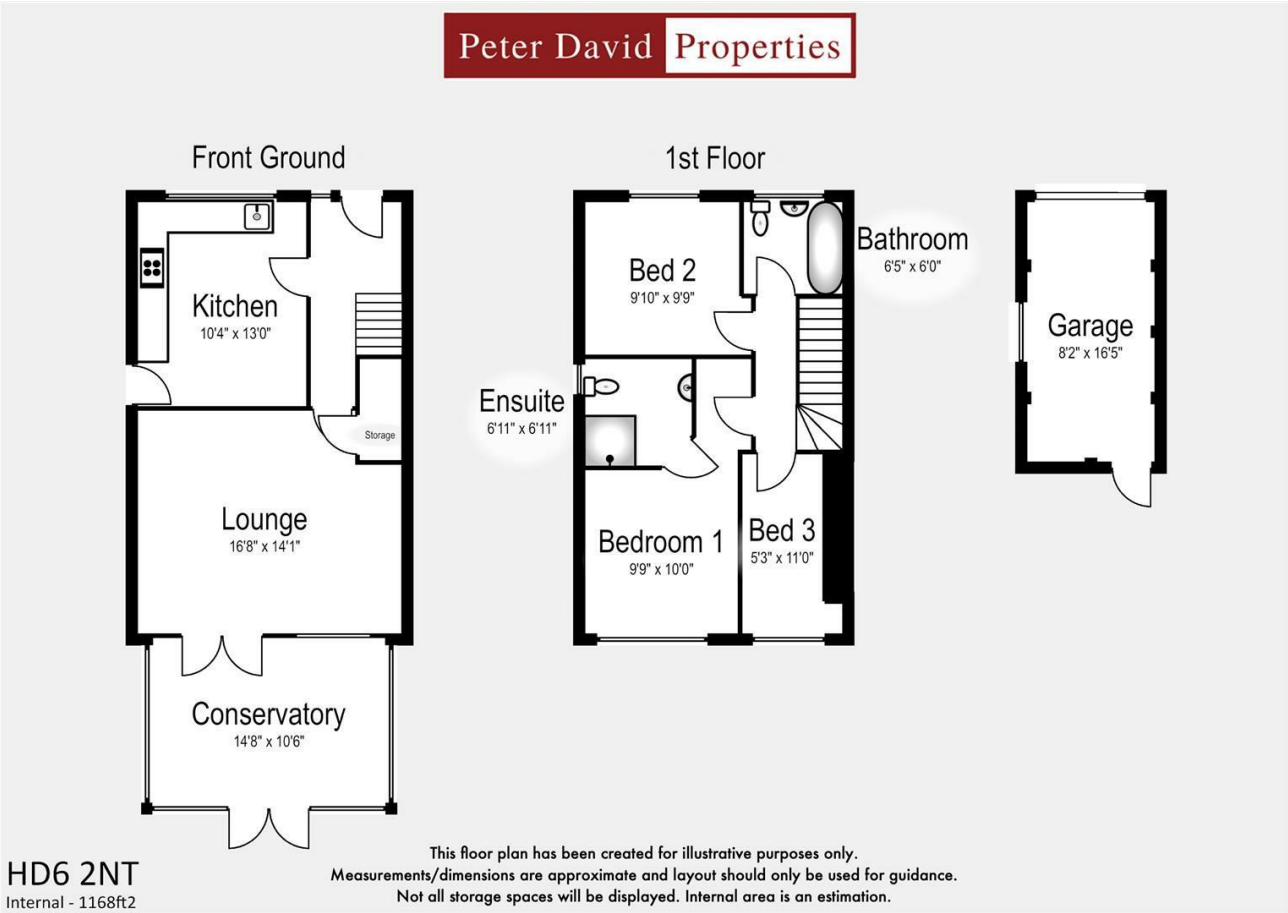 Peter David Properties
Front Ground
1st Floor
Kitchen
10'4" x 13'0"
Storage
Lounge
16'8" x 14'1"
Conservatory
14'8" x 10'6"
Bed 2
9'10" x 9'9"
Bathroom
6'5" x 6'0"
Ensuite
6'11" x 6'11"
Bedroom 1
9'9" x 10'0"
Bed 3
5'3" x 11'0"
Garage
8'2" x 16'5"
HD6 2NT
Internal - 1168ft2
This floor plan has been created for illustrative purposes only.
Measurements/dimensions are approximate and layout should only be used for guidance.
Not all storage spaces will be displayed. Internal area is an estimation.